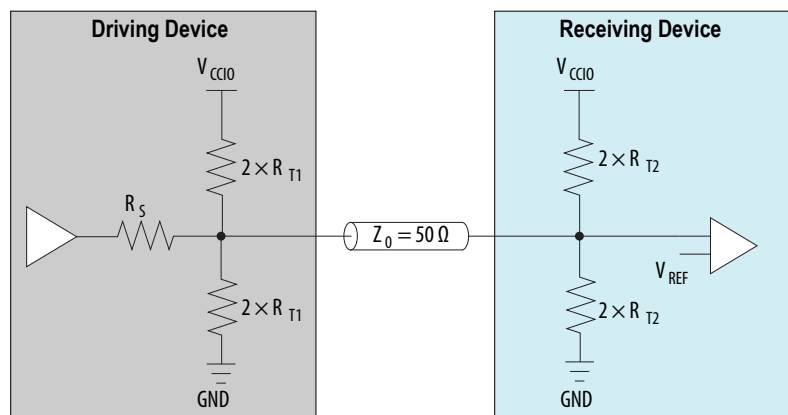 Driving Device
V CCIO
2 × R T1
R S
2 × R T1
GND
Z 0 = 50 Ω
Receiving Device
V CCIO
2 × R T2
V REF
2 × R T2
GND